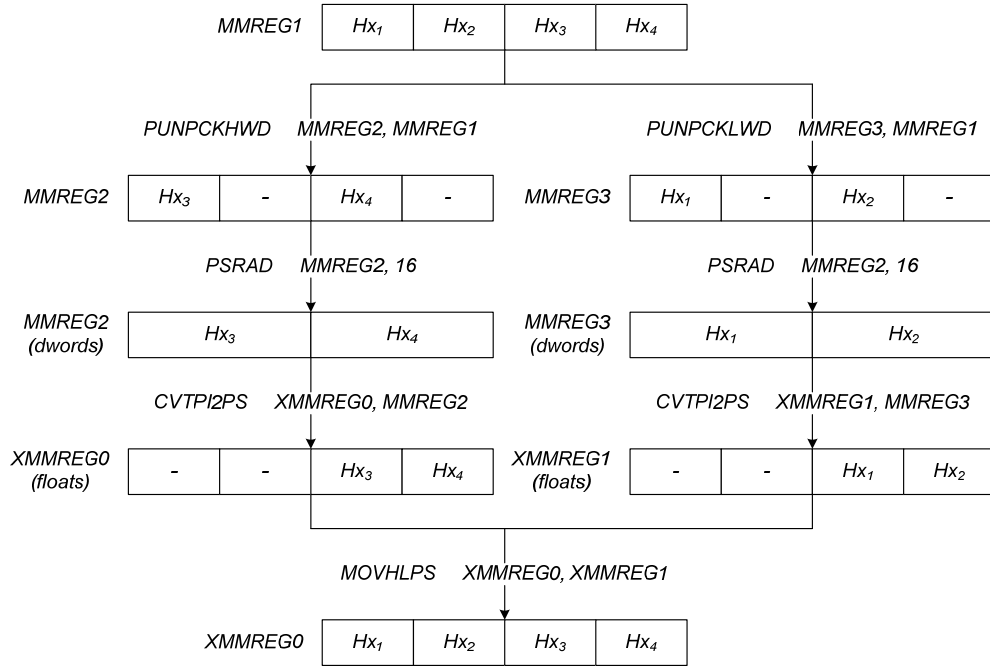 MMREG1 Hx1 Hx2 Hx3 Hx4
PUNPCKHWD MMREG2, MMREG1 PUNPCKLWD MMREG3, MMREG1
MMREG2 Hx3 - Hx4 - MMREG3 Hx1 - Hx2 -
PSRAD MMREG2, 16 PSRAD MMREG2, 16
MMREG2 (dwords) Hx3 Hx4 MMREG3 (dwords) Hx1 Hx2
CVTPI2PS XMMREG0, MMREG2 CVTPI2PS XMMREG1, MMREG3
XMMREG0 (floats) - - Hx3 Hx4 XMMREG1 (floats) - - Hx1 Hx2
MOVHLPS XMMREG0, XMMREG1
XMMREG0 Hx1 Hx2 Hx3 Hx4